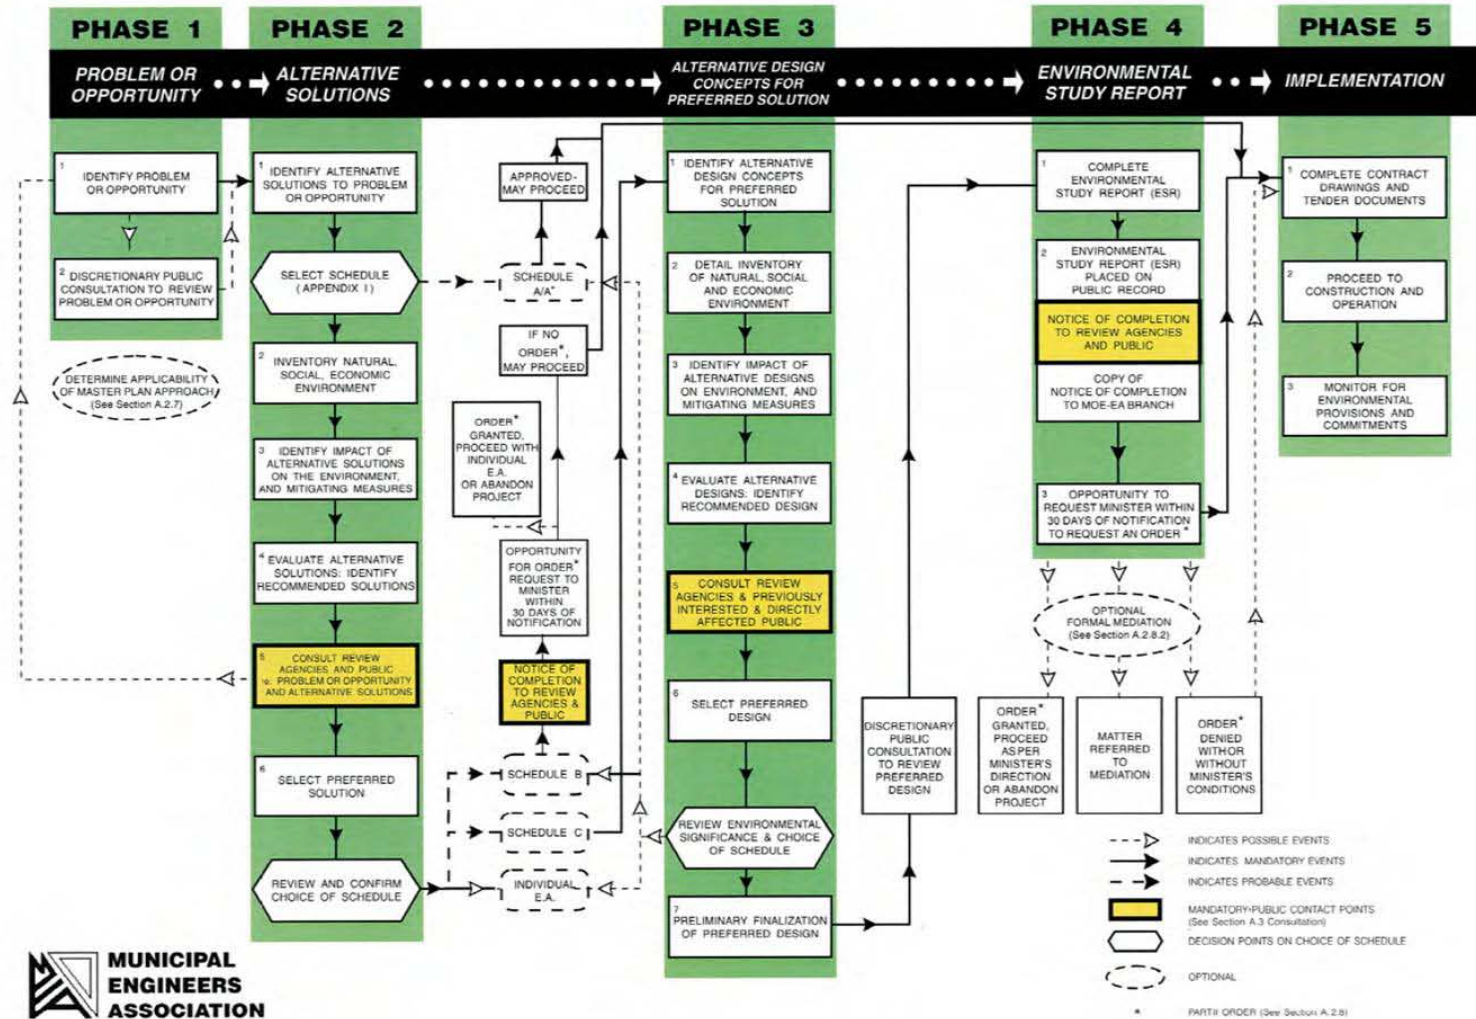 PHASE 1
PHASE 2
PHASE 3
PHASE 4
PHASE 5
PROBLEM OR
OPPORTUNITY
ALTERNATIVE
SOLUTIONS
ALTERNATIVE DESIGN
CONCEPTS FOR
PREFERRED SOLUTION
ENVIRONMENTAL
STUDY REPORT
IMPLEMENTATION
1 IDENTIFY PROBLEM
OR OPPORTUNITY
2 DISCRETIONARY PUBLIC
CONSULTATION TO REVIEW
PROBLEM OR OPPORTUNITY
DETERMINE APPLICABILITY
OF MASTER PLAN APPROACH
(See Section A.2.7)
1 IDENTIFY ALTERNATIVE
SOLUTIONS TO PROBLEM
OR OPPORTUNITY
SELECT SCHEDULE
(APPENDIX I)
2 INVENTORY NATURAL,
SOCIAL, ECONOMIC
ENVIRONMENT
3 IDENTIFY IMPACT OF
ALTERNATIVE SOLUTIONS
ON THE ENVIRONMENT,
AND MITIGATING MEASURES
4 EVALUATE ALTERNATIVE
SOLUTIONS: IDENTIFY
RECOMMENDED SOLUTIONS
5 CONSULT REVIEW
AGENCIES AND PUBLIC
re: PROBLEM OR OPPORTUNITY
AND ALTERNATIVE SOLUTIONS
6 SELECT PREFERRED
SOLUTION
REVIEW AND CONFIRM
CHOICE OF SCHEDULE
APPROVED-
MAY PROCEED
SCHEDULE
A/A+
IF NO
ORDER*,
MAY PROCEED
ORDER*
GRANTED,
PROCEED WITH
INDIVIDUAL
E.A.
OR ABANDON
PROJECT
OPPORTUNITY
FOR ORDER*
REQUEST TO
MINISTER
WITHIN
30 DAYS OF
NOTIFICATION
NOTICE OF
COMPLETION
TO REVIEW
AGENCIES &
PUBLIC
SCHEDULE B
SCHEDULE C
INDIVIDUAL
E.A.
1 IDENTIFY ALTERNATIVE
DESIGN CONCEPTS
FOR PREFERRED
SOLUTION
2 DETAIL INVENTORY
OF NATURAL, SOCIAL
AND ECONOMIC
ENVIRONMENT
3 IDENTIFY IMPACT OF
ALTERNATIVE DESIGNS
ON ENVIRONMENT, AND
MITIGATING MEASURES
4 EVALUATE ALTERNATIVE
DESIGNS: IDENTIFY
RECOMMENDED DESIGN
5 CONSULT REVIEW
AGENCIES & PREVIOUSLY
INTERESTED & DIRECTLY
AFFECTED PUBLIC
6 SELECT PREFERRED
DESIGN
REVIEW ENVIRONMENTAL
SIGNIFICANCE & CHOICE
OF SCHEDULE
7 PRELIMINARY FINALIZATION
OF PREFERRED DESIGN
DISCRETIONARY
PUBLIC
CONSULTATION
TO REVIEW
PREFERRED
DESIGN
1 COMPLETE
ENVIRONMENTAL
STUDY REPORT (ESR)
2 ENVIRONMENTAL
STUDY REPORT (ESR)
PLACED ON
PUBLIC RECORD
NOTICE OF COMPLETION
TO REVIEW AGENCIES
AND PUBLIC
COPY OF
NOTICE OF COMPLETION
TO MOE-EA BRANCH
3 OPPORTUNITY TO
REQUEST MINISTER WITHIN
30 DAYS OF NOTIFICATION
TO REQUEST AN ORDER*
OPTIONAL
FORMAL MEDIATION
(See Section A.2.8.2)
ORDER*
GRANTED,
PROCEED
AS PER
MINISTER'S
DIRECTION
OR ABANDON
PROJECT
MATTER
REFERRED
TO
MEDIATION
ORDER*
DENIED
WITH OR
WITHOUT
MINISTER'S
CONDITIONS
1 COMPLETE CONTRACT
DRAWINGS AND
TENDER DOCUMENTS
2 PROCEED TO
CONSTRUCTION AND
OPERATION
3 MONITOR FOR
ENVIRONMENTAL
PROVISIONS AND
COMMITMENTS
INDICATES POSSIBLE EVENTS
INDICATES MANDATORY EVENTS
INDICATES PROBABLE EVENTS
MANDATORY PUBLIC CONTACT POINTS
(See Section A.3 Consultation)
DECISION POINTS ON CHOICE OF SCHEDULE
OPTIONAL
* PART II ORDER (See Section A.2.8)
MUNICIPAL
ENGINEERS
ASSOCIATION